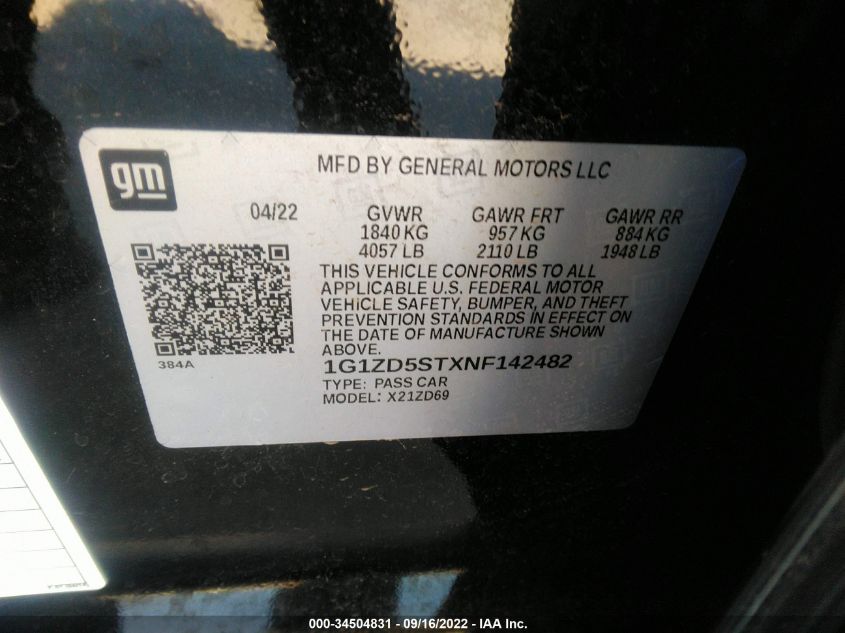 gm
MFD BY GENERAL MOTORS LLC
04/22 GVWR GAWR FRT GAWR RR
1840 KG 957 KG 884 KG
4057 LB 2110 LB 1948 LB
THIS VEHICLE CONFORMS TO ALL
APPLICABLE U.S. FEDERAL MOTOR
VEHICLE SAFETY, BUMPER, AND THEFT
PREVENTION STANDARDS IN EFFECT ON
THE DATE OF MANUFACTURE SHOWN
ABOVE.
384A
1G1ZD5STXNF142482
TYPE: PASS CAR
MODEL: X21ZD69
000-34504831 - 09/16/2022 - IAA Inc.